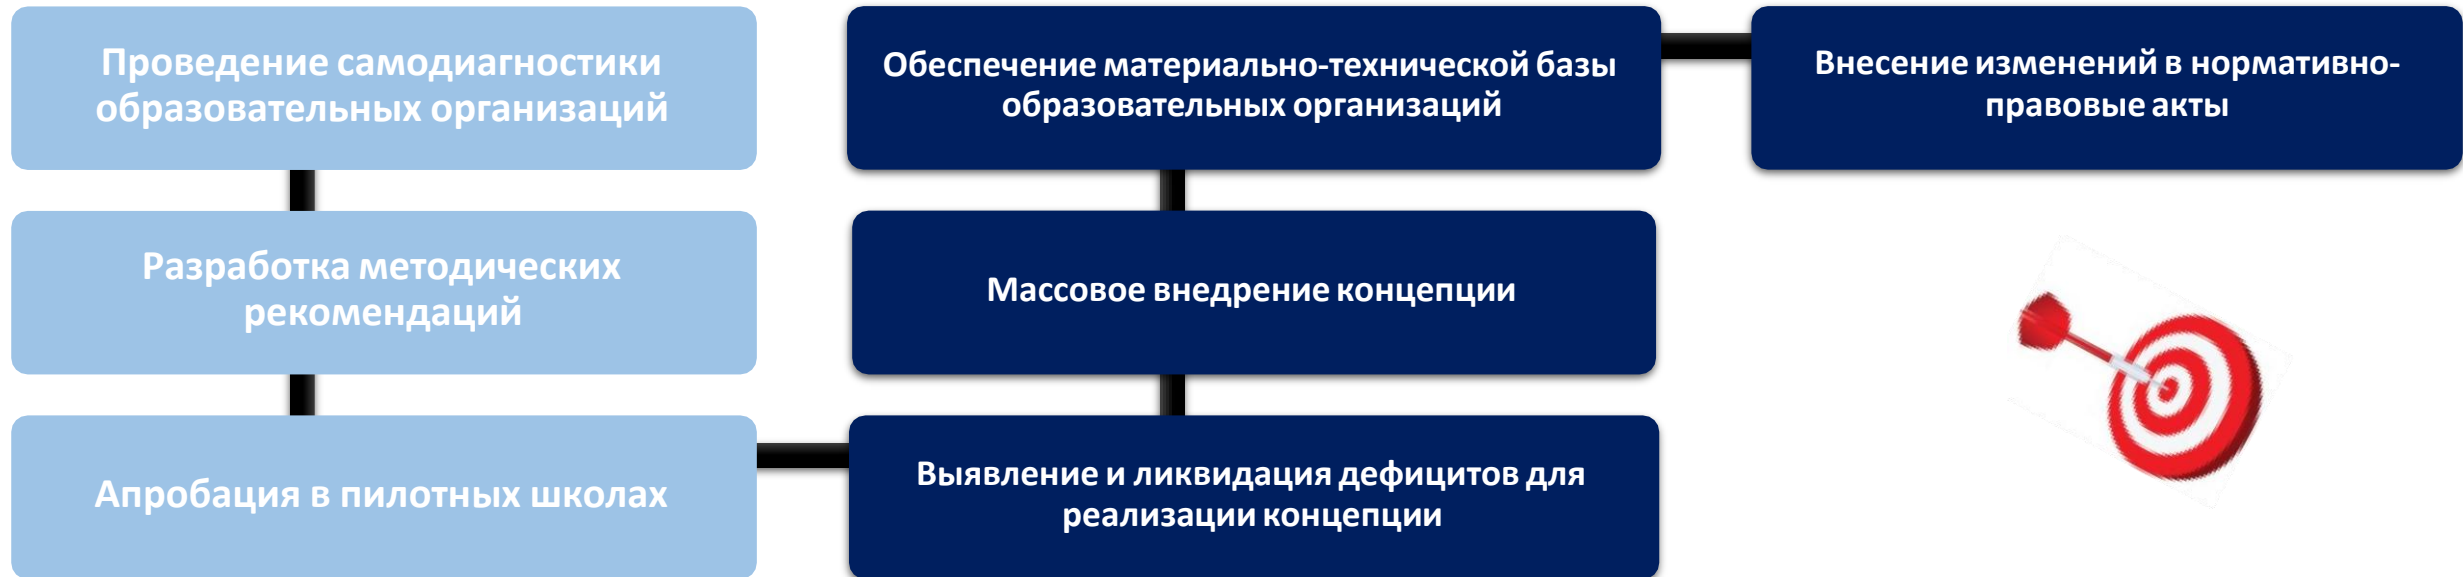 Проведение самодиагностики
образовательных организаций
Разработка методических
рекомендаций
Апробация в пилотных школах
Выявление и ликвидация дефицитов для
реализации концепции
Массовое внедрение концепции
Обеспечение материально-технической базы
образовательных организаций
Внесение изменений в нормативно-
правовые акты